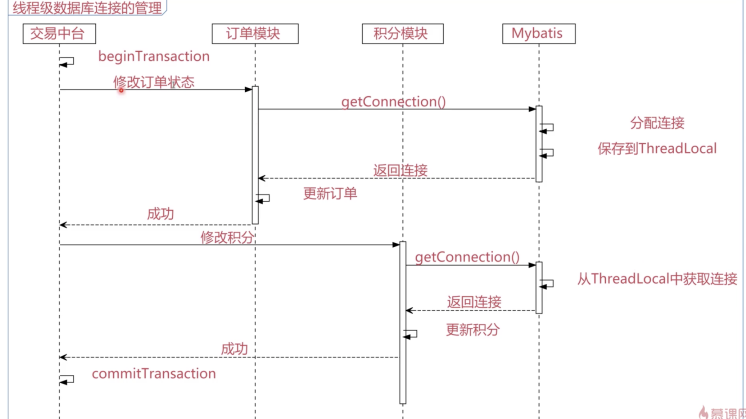 线程级数据库连接的管理
交易中台
订单模块
积分模块
Mybatis
beginTransaction
修改订单状态
getConnection()
分配连接
保存到ThreadLocal
返回连接
更新订单
成功
修改积分
getConnection()
从ThreadLocal中获取连接
返回连接
更新积分
成功
commitTransaction
慕课网